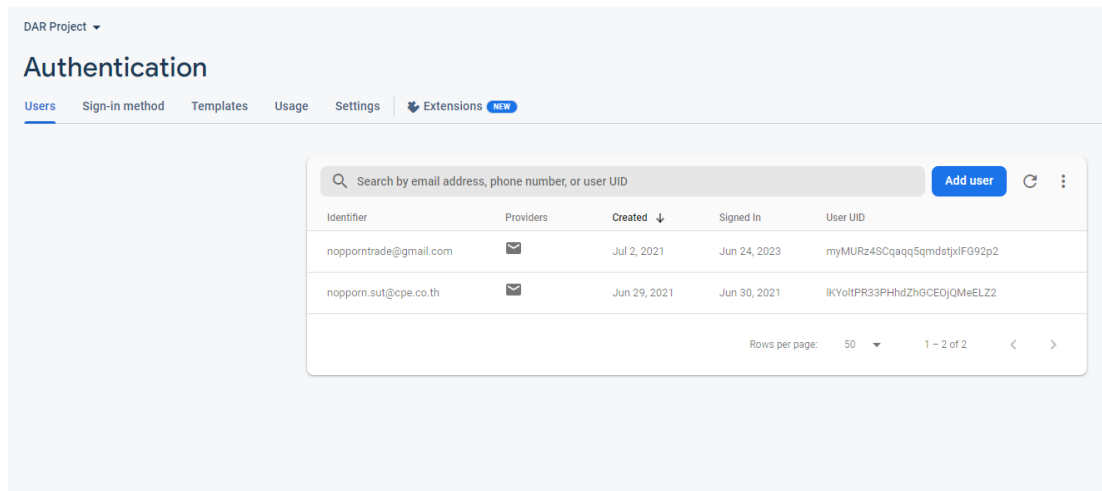 DAR Project
Authentication
Users Sign-in method Templates Usage Settings Extensions NEW
Search by email address, phone number, or user UID Add user
Identifier Providers Created Signed In User UID
nopporntrade@gmail.com Jul 2, 2021 Jun 24, 2023 myMURz4SCqaqq5qmdstjxlFG92p2
nopporn.sut@cpe.co.th Jun 29, 2021 Jun 30, 2021 lKYoltPR33PHhdZhGCEOjQMeELZ2
Rows per page: 50 1 – 2 of 2